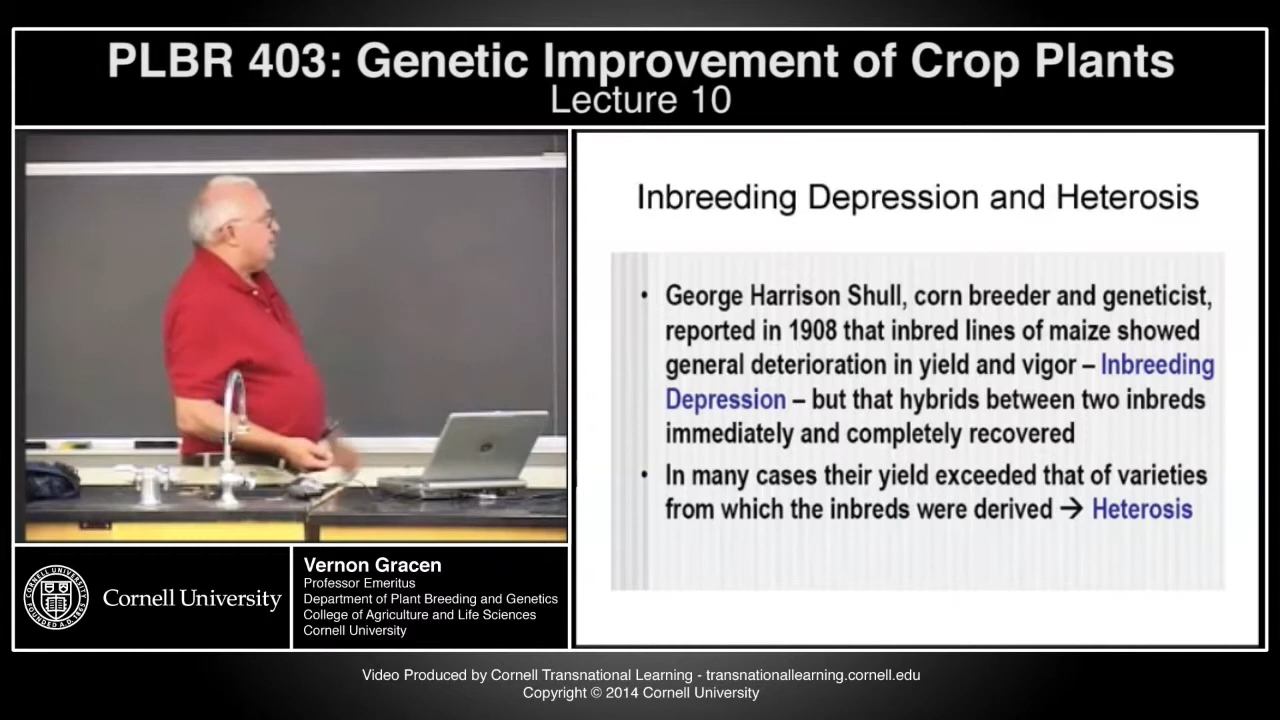 PLBR 403: Genetic Improvement of Crop Plants
Lecture 10
Inbreeding Depression and Heterosis
• George Harrison Shull, corn breeder and geneticist,
reported in 1908 that inbred lines of maize showed
general deterioration in yield and vigor – Inbreeding
Depression – but that hybrids between two inbreds
immediately and completely recovered
• In many cases their yield exceeded that of varieties
from which the inbreds were derived → Heterosis
Cornell University
Vernon Gracen
Professor Emeritus
Department of Plant Breeding and Genetics
College of Agriculture and Life Sciences
Cornell University
Video Produced by Cornell Transnational Learning - transnationallearning.cornell.edu
Copyright © 2014 Cornell University